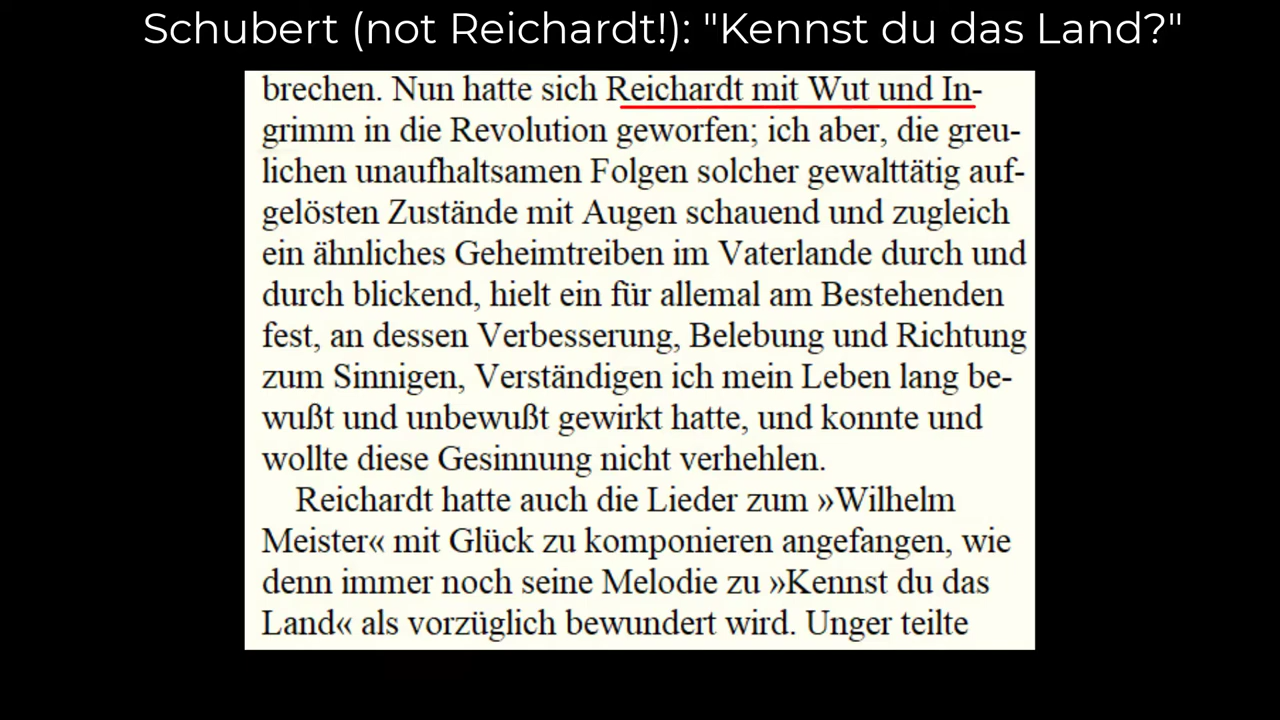 Schubert (not Reichardt!): "Kennst du das Land?"
brechen. Nun hatte sich Reichardt mit Wut und In-
grimm in die Revolution geworfen; ich aber, die greu-
lichen unaufhaltsamen Folgen solcher gewalttätig auf-
gelösten Zustände mit Augen schauend und zugleich
ein ähnliches Geheimtreiben im Vaterlande durch und
durch blickend, hielt ein für allemal am Bestehenden
fest, an dessen Verbesserung, Belebung und Richtung
zum Sinnigen, Verständigen ich mein Leben lang be-
wußt und unbewußt gewirkt hatte, und konnte und
wollte diese Gesinnung nicht verhehlen.
Reichardt hatte auch die Lieder zum »Wilhelm
Meister« mit Glück zu komponieren angefangen, wie
denn immer noch seine Melodie zu »Kennst du das
Land« als vorzüglich bewundert wird. Unger teilte